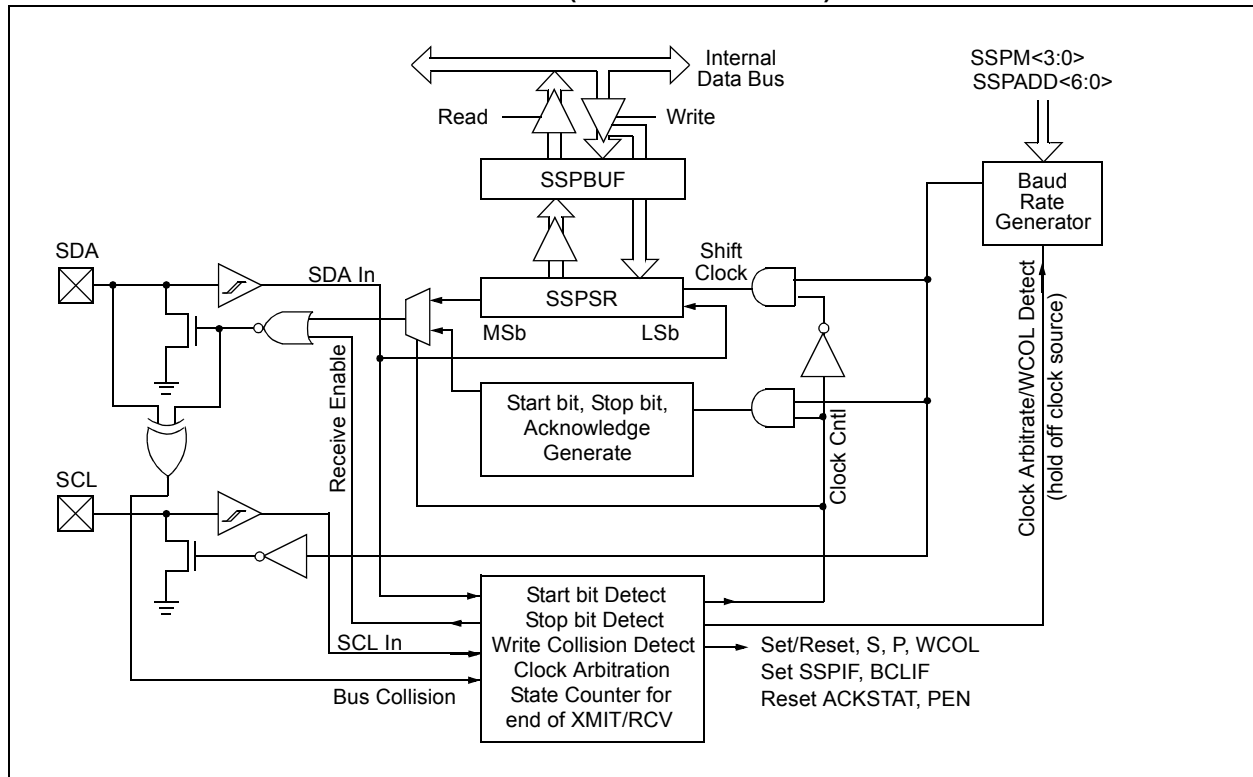 Internal
Data Bus
Read
Write
SSPM<3:0>
SSPADD<6:0>
SSPBUF
Baud
Rate
Generator
Shift
Clock
SDA
SDA In
SSPSR
MSb
LSb
Receive Enable
Start bit, Stop bit,
Acknowledge
Generate
Clock Cntl
Clock Arbitrate/WCOL Detect
(hold off clock source)
SCL
SCL In
Bus Collision
Start bit Detect
Stop bit Detect
Write Collision Detect
Clock Arbitration
State Counter for
end of XMIT/RCV
Set/Reset, S, P, WCOL
Set SSPIF, BCLIF
Reset ACKSTAT, PEN